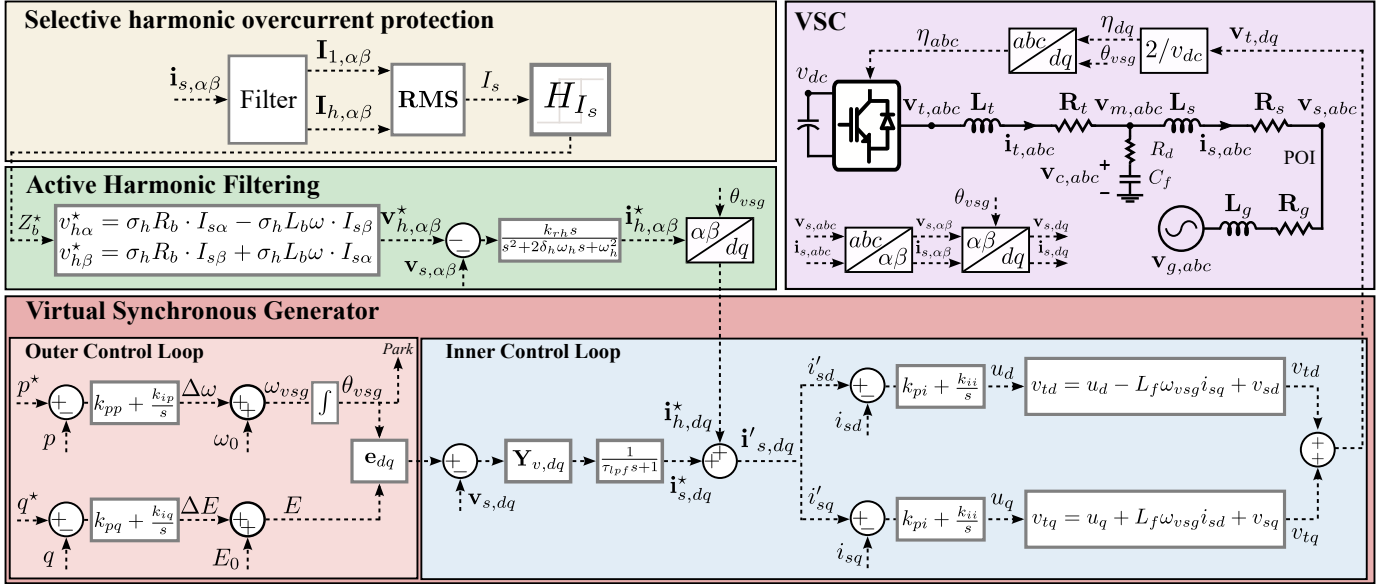 Selective harmonic overcurrent protection
i_{s,αβ}
Filter
I_{1,αβ}
I_{h,αβ}
RMS
I_s
H_{I_s}
Active Harmonic Filtering
Z_b^⋆
v_{hα}^⋆ = σ_h R_b · I_{sα} − σ_h L_b ω · I_{sβ}
v_{hβ}^⋆ = σ_h R_b · I_{sβ} + σ_h L_b ω · I_{sα}
v_{h,αβ}^⋆
−
−
v_{s,αβ}
k_{rh}s / (s² + 2δ_h ω_h s + ω_h²)
i_{h,αβ}^⋆
θ_{vsg}
αβ/dq
VSC
η_{abc}
abc/dq
η_{dq}
θ_{vsg}
2/v_{dc}
v_{t,dq}
v_{dc}
v_{t,abc}
L_t
i_{t,abc}
R_t
v_{m,abc}
L_s
i_{s,abc}
R_s
v_{s,abc}
R_d
v_{c,abc}
+
−
C_f
POI
L_g
R_g
v_{g,abc}
v_{s,abc}
i_{s,abc}
abc/αβ
v_{s,αβ}
i_{s,αβ}
θ_{vsg}
αβ/dq
v_{s,dq}
i_{s,dq}
Virtual Synchronous Generator
Outer Control Loop
Park
p^⋆
+
−
p
k_{pp} + k_{ip}/s
Δω
+
+
ω_0
ω_{vsg}
∫
θ_{vsg}
e_{dq}
q^⋆
+
−
q
k_{pq} + k_{iq}/s
ΔE
+
+
E_0
E
Inner Control Loop
+
−
v_{s,dq}
Y_{v,dq}
1/(τ_{lpf}s+1)
i_{s,dq}^⋆
i_{h,dq}^⋆
+
+
i'_{s,dq}
i'_{sd}
+
−
i_{sd}
k_{pi} + k_{ii}/s
u_d
v_{td} = u_d − L_f ω_{vsg} i_{sq} + v_{sd}
v_{td}
i'_{sq}
+
−
i_{sq}
k_{pi} + k_{ii}/s
u_q
v_{tq} = u_q + L_f ω_{vsg} i_{sd} + v_{sq}
v_{tq}
+
+